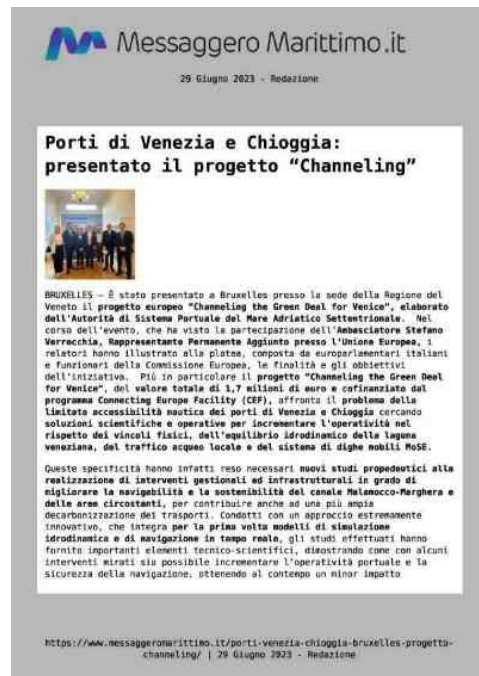 Messaggero Marittimo.it
29 Giugno 2023 - Redazione
Porti di Venezia e Chioggia:
presentato il progetto “Channeling”
BRUXELLES – È stato presentato a Bruxelles presso la sede della Regione del
Veneto il progetto europeo “Channeling the Green Deal for Venice”, elaborato
dall'Autorità di Sistema Portuale del Mare Adriatico Settentrionale. Nel
corso dell'evento, che ha visto la partecipazione dell'Ambasciatore Stefano
Verrecchia, Rappresentante Permanente Aggiunto presso l'Unione Europea, i
relatori hanno illustrato alla platea, composta da europarlamentari italiani
e funzionari della Commissione Europea, le finalità e gli obbiettivi
dell'iniziativa. Più in particolare il progetto “Channeling the Green Deal
for Venice”, del valore totale di 1,7 milioni di euro e cofinanziato dal
programma Connecting Europe Facility (CEF), affronta il problema della
limitata accessibilità nautica dei porti di Venezia e Chioggia cercando
soluzioni scientifiche e operative per incrementare l'operatività nel
rispetto dei vincoli fisici, dell'equilibrio idrodinamico della laguna
veneziana, del traffico acqueo locale e del sistema di dighe mobili MoSE.
Queste specificità hanno infatti reso necessari nuovi studi propedeutici alla
realizzazione di interventi gestionali ed infrastrutturali in grado di
migliorare la navigabilità e la sostenibilità del canale Malamocco-Marghera e
delle aree circostanti, per contribuire anche ad una più ampia
decarbonizzazione dei trasporti. Condotti con un approccio estremamente
innovativo, che integra per la prima volta modelli di simulazione
idrodinamica e di navigazione in tempo reale, gli studi effettuati hanno
fornito importanti elementi tecnico-scientifici, dimostrando come con alcuni
interventi mirati sia possibile incrementare l'operatività portuale e la
sicurezza della navigazione, ottenendo al contempo un minor impatto
https://www.messaggeromarittimo.it/porti-venezia-chioggia-bruxelles-progetto-
channeling/ | 29 Giugno 2023 - Redazione